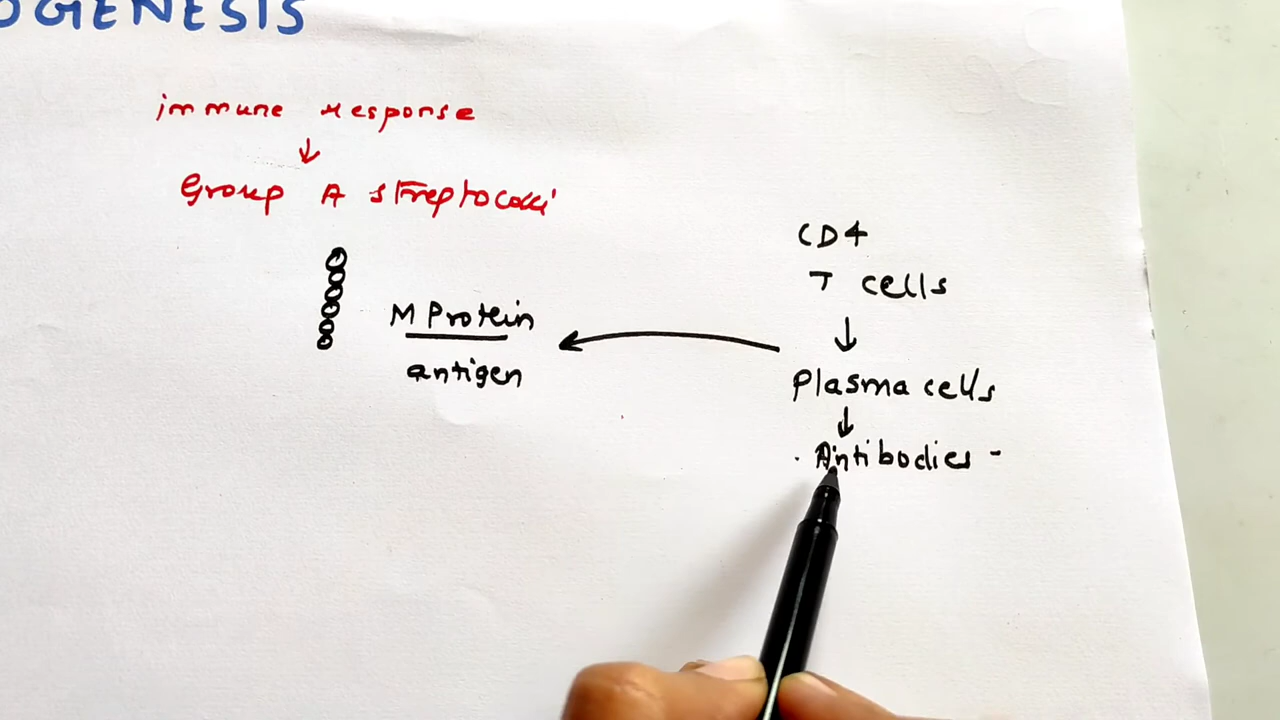 OGENESIS
immune response
↓
Group A streptococci
M Protein
antigen
CD4
T cells
↓
Plasma cells
↓
Antibodies